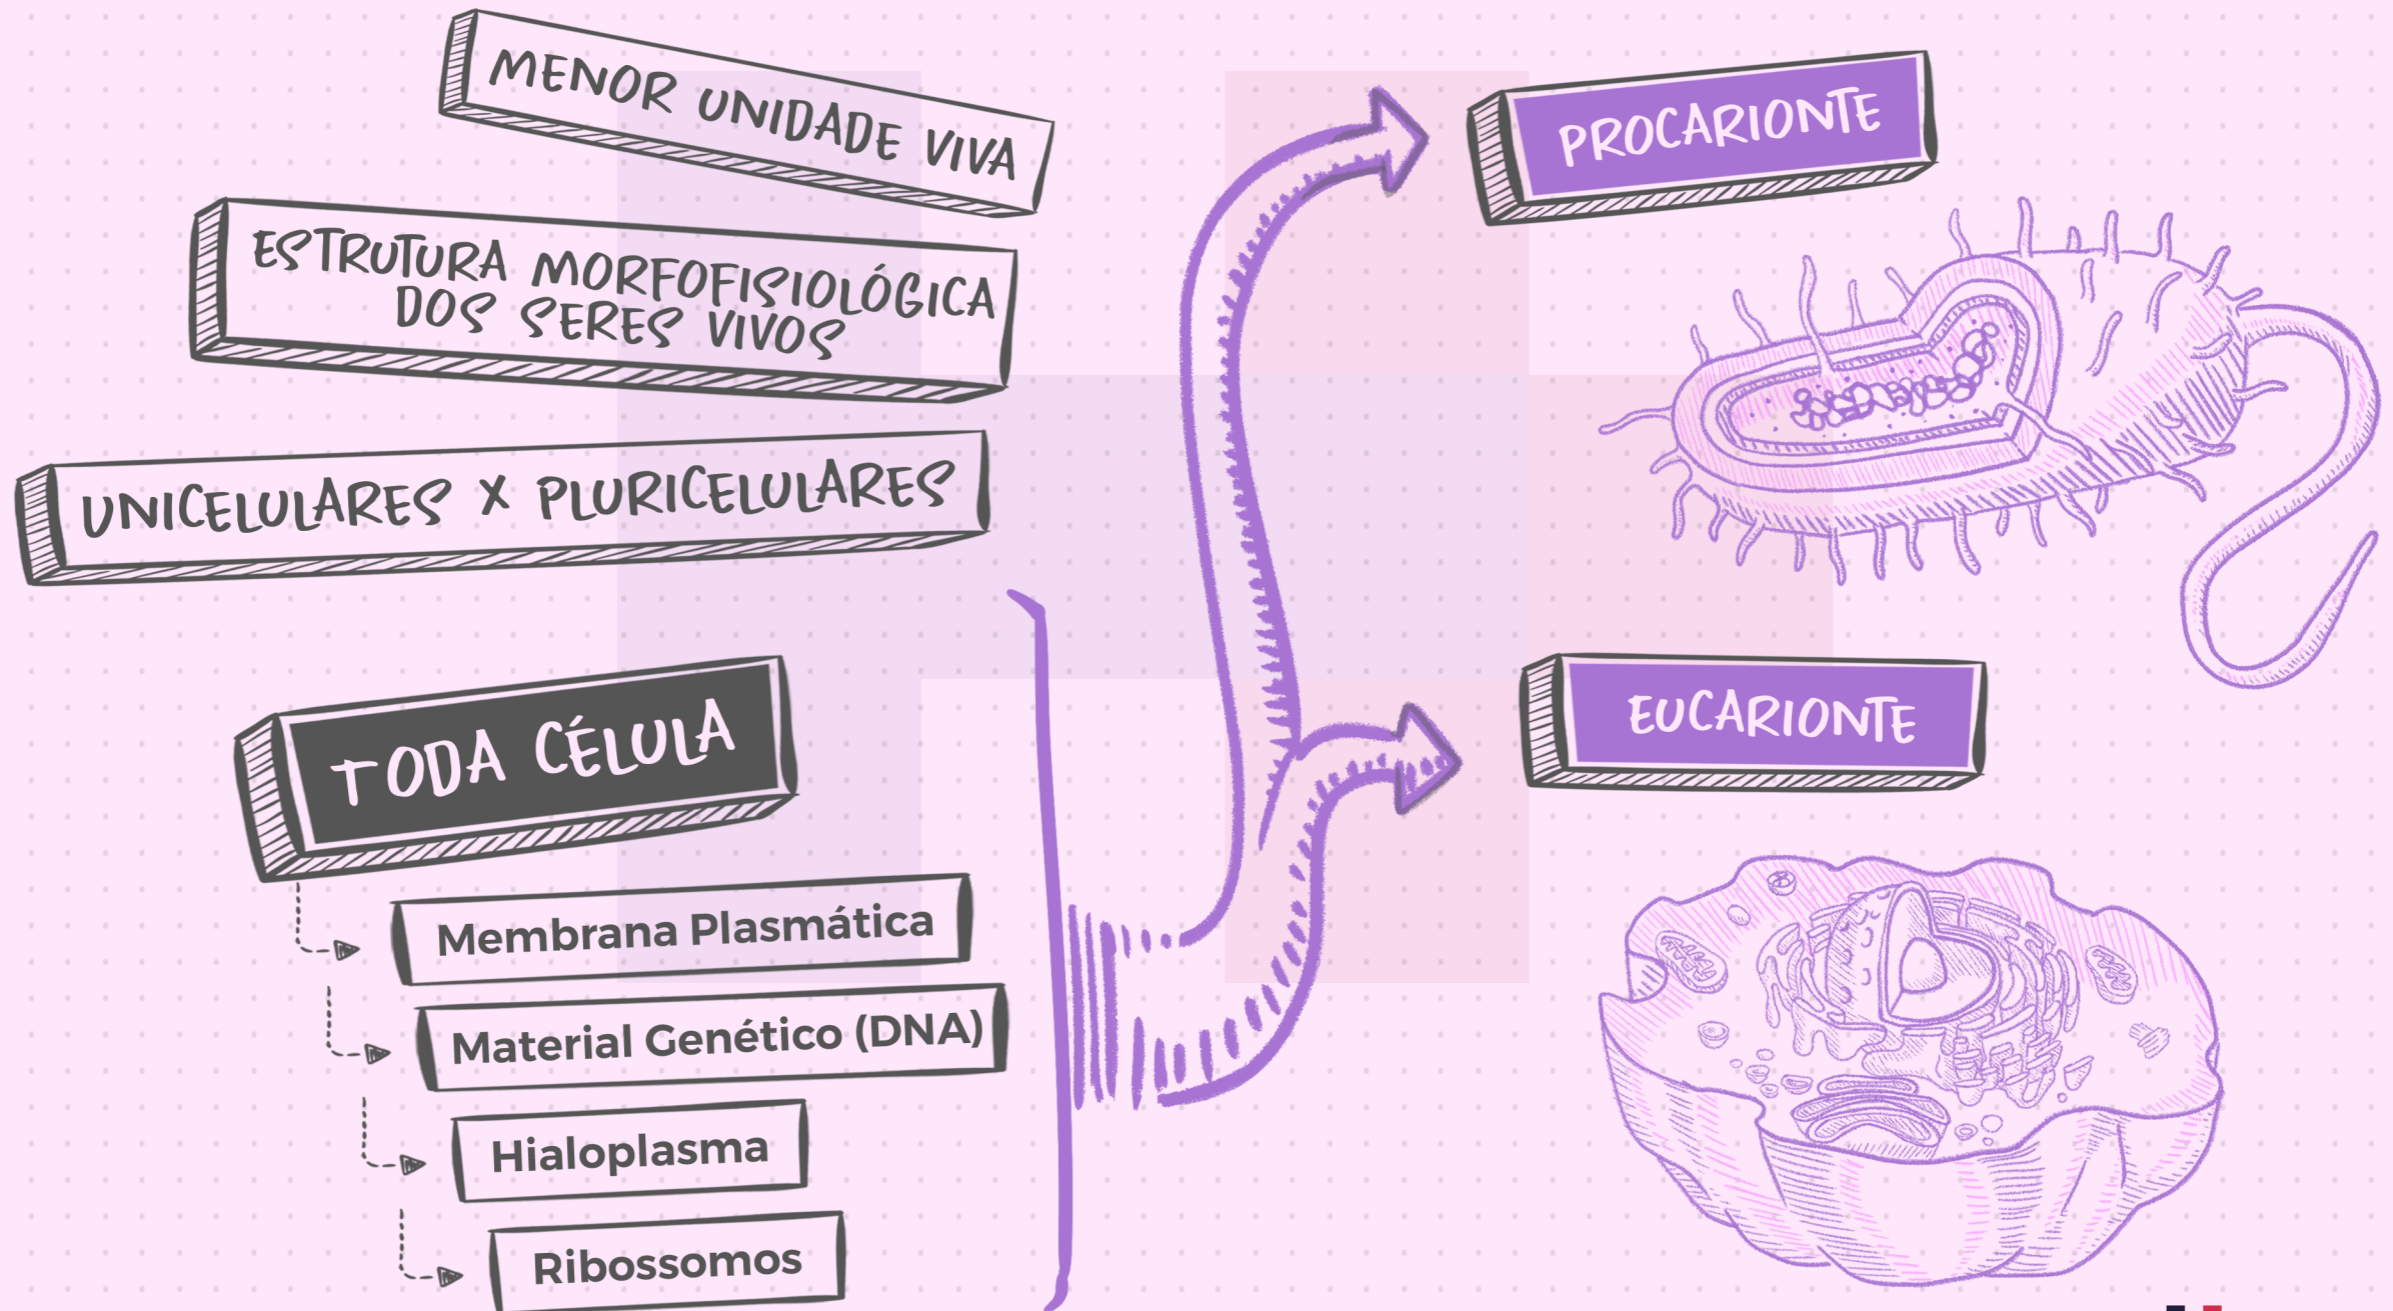 MENOR UNIDADE VIVA
ESTRUTURA MORFOFISIOLÓGICA
DOS SERES VIVOS
UNICELULARES X PLURICELULARES
TODA CÉLULA
Membrana Plasmática
Material Genético (DNA)
Hialoplasma
Ribossomos
PROCARIONTE
EUCARIONTE